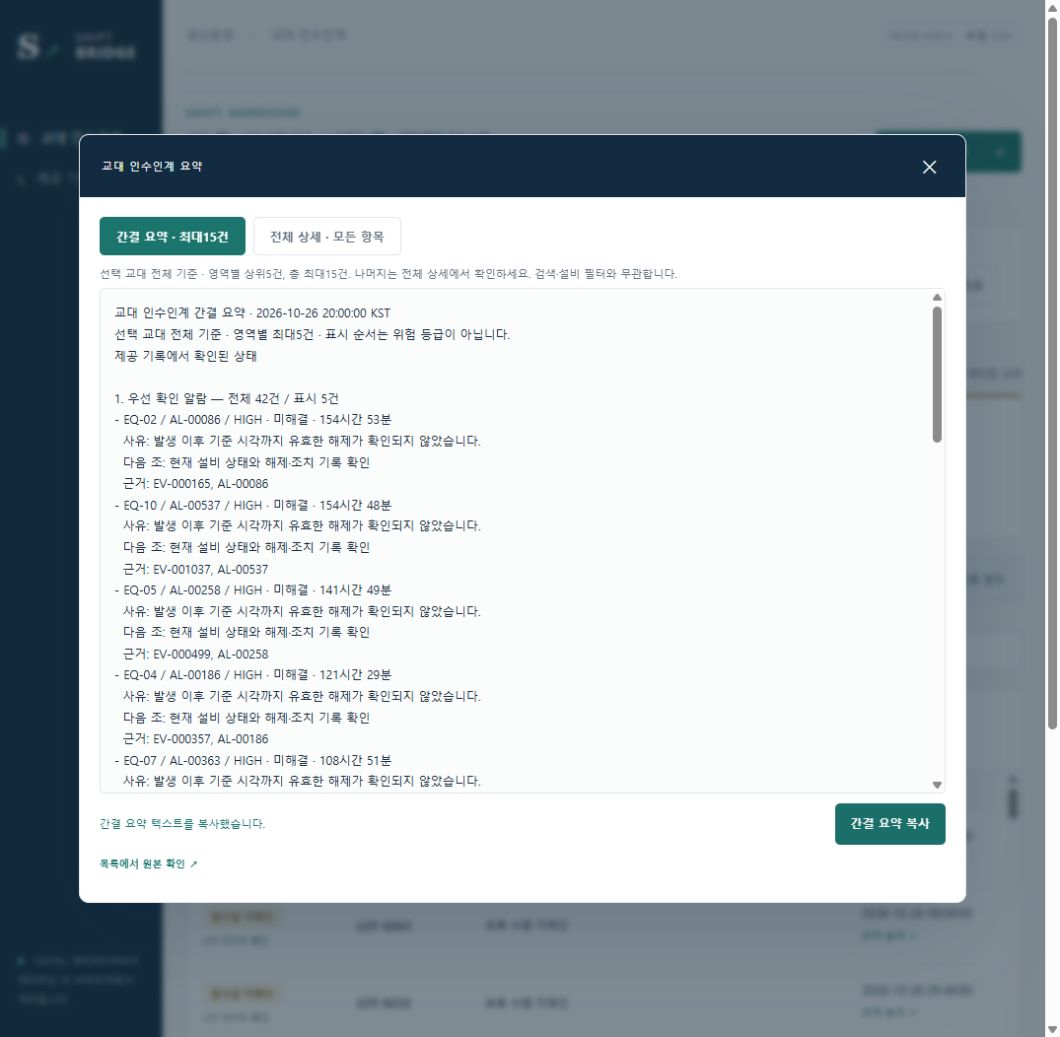 S
BRIDGE
교대 인수인계 요약
간결 요약 · 최대15건
전체 상세 · 모든 항목
선택 교대 전체 기준 · 영역별 상위5건, 총 최대15건. 나머지는 전체 상세에서 확인하세요. 검색·설비 필터와 무관합니다.
교대 인수인계 간결 요약 · 2026-10-26 20:00:00 KST
선택 교대 전체 기준 · 영역별 최대5건 · 표시 순서는 위험 등급이 아닙니다.
제공 기록에서 확인된 상태
1. 우선 확인 알람 — 전체 42건 / 표시 5건
- EQ-02 / AL-00086 / HIGH · 미해결 · 154시간 53분
사유: 발생 이후 기준 시각까지 유효한 해제가 확인되지 않았습니다.
다음 조: 현재 설비 상태와 해제·조치 기록 확인
근거: EV-000165, AL-00086
- EQ-10 / AL-00537 / HIGH · 미해결 · 154시간 48분
사유: 발생 이후 기준 시각까지 유효한 해제가 확인되지 않았습니다.
다음 조: 현재 설비 상태와 해제·조치 기록 확인
근거: EV-001037, AL-00537
- EQ-05 / AL-00258 / HIGH · 미해결 · 141시간 49분
사유: 발생 이후 기준 시각까지 유효한 해제가 확인되지 않았습니다.
다음 조: 현재 설비 상태와 해제·조치 기록 확인
근거: EV-000499, AL-00258
- EQ-04 / AL-00186 / HIGH · 미해결 · 121시간 29분
사유: 발생 이후 기준 시각까지 유효한 해제가 확인되지 않았습니다.
다음 조: 현재 설비 상태와 해제·조치 기록 확인
근거: EV-000357, AL-00186
- EQ-07 / AL-00363 / HIGH · 미해결 · 108시간 51분
사유: 발생 이후 기준 시각까지 유효한 해제가 확인되지 않았습니다.
간결 요약 텍스트를 복사했습니다.
간결 요약 복사
목록에서 원본 확인 ↗